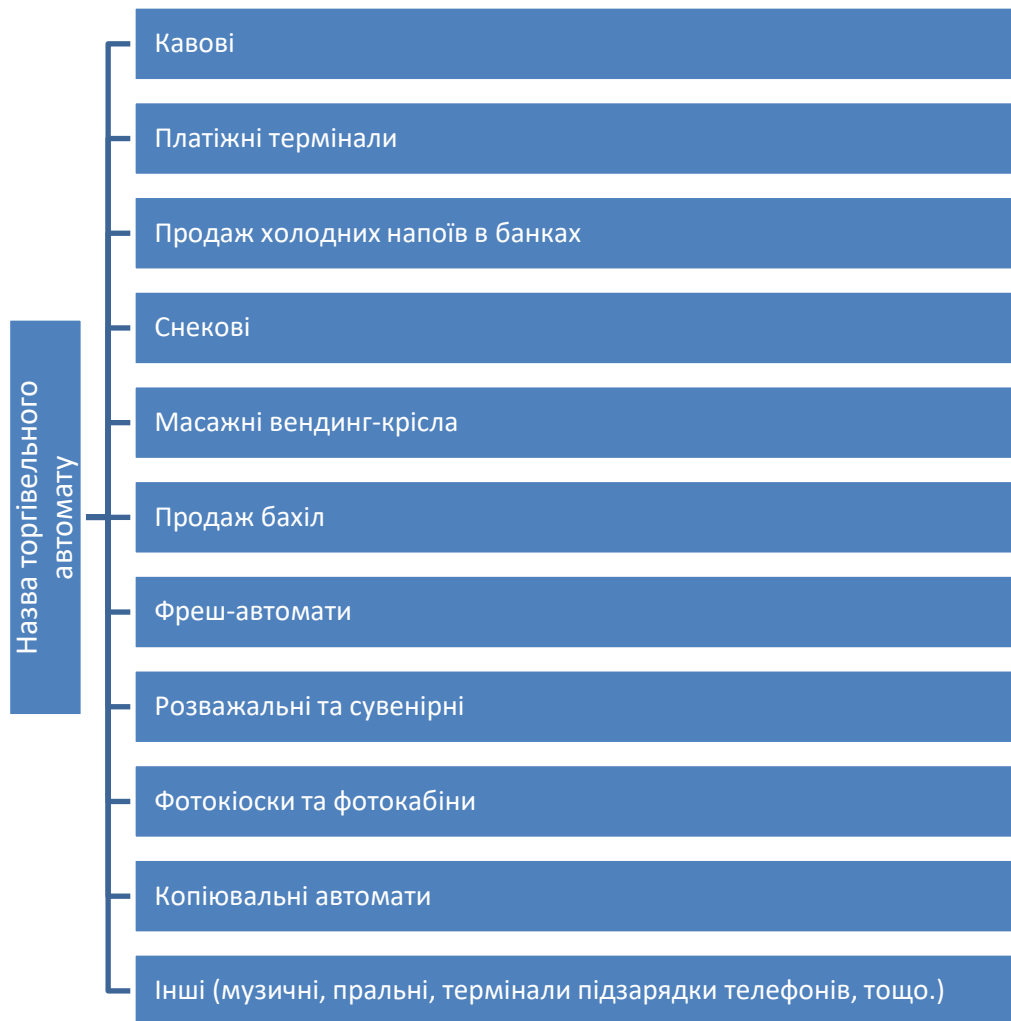 Назва торгівельного
автомату
Кавові
Платіжні термінали
Продаж холодних напоїв в банках
Снекові
Масажні вендинг-крісла
Продаж бахіл
Фреш-автомати
Розважальні та сувенірні
Фотокіоски та фотокабіни
Копіювальні автомати
Інші (музичні, пральні, термінали підзарядки телефонів, тощо.)